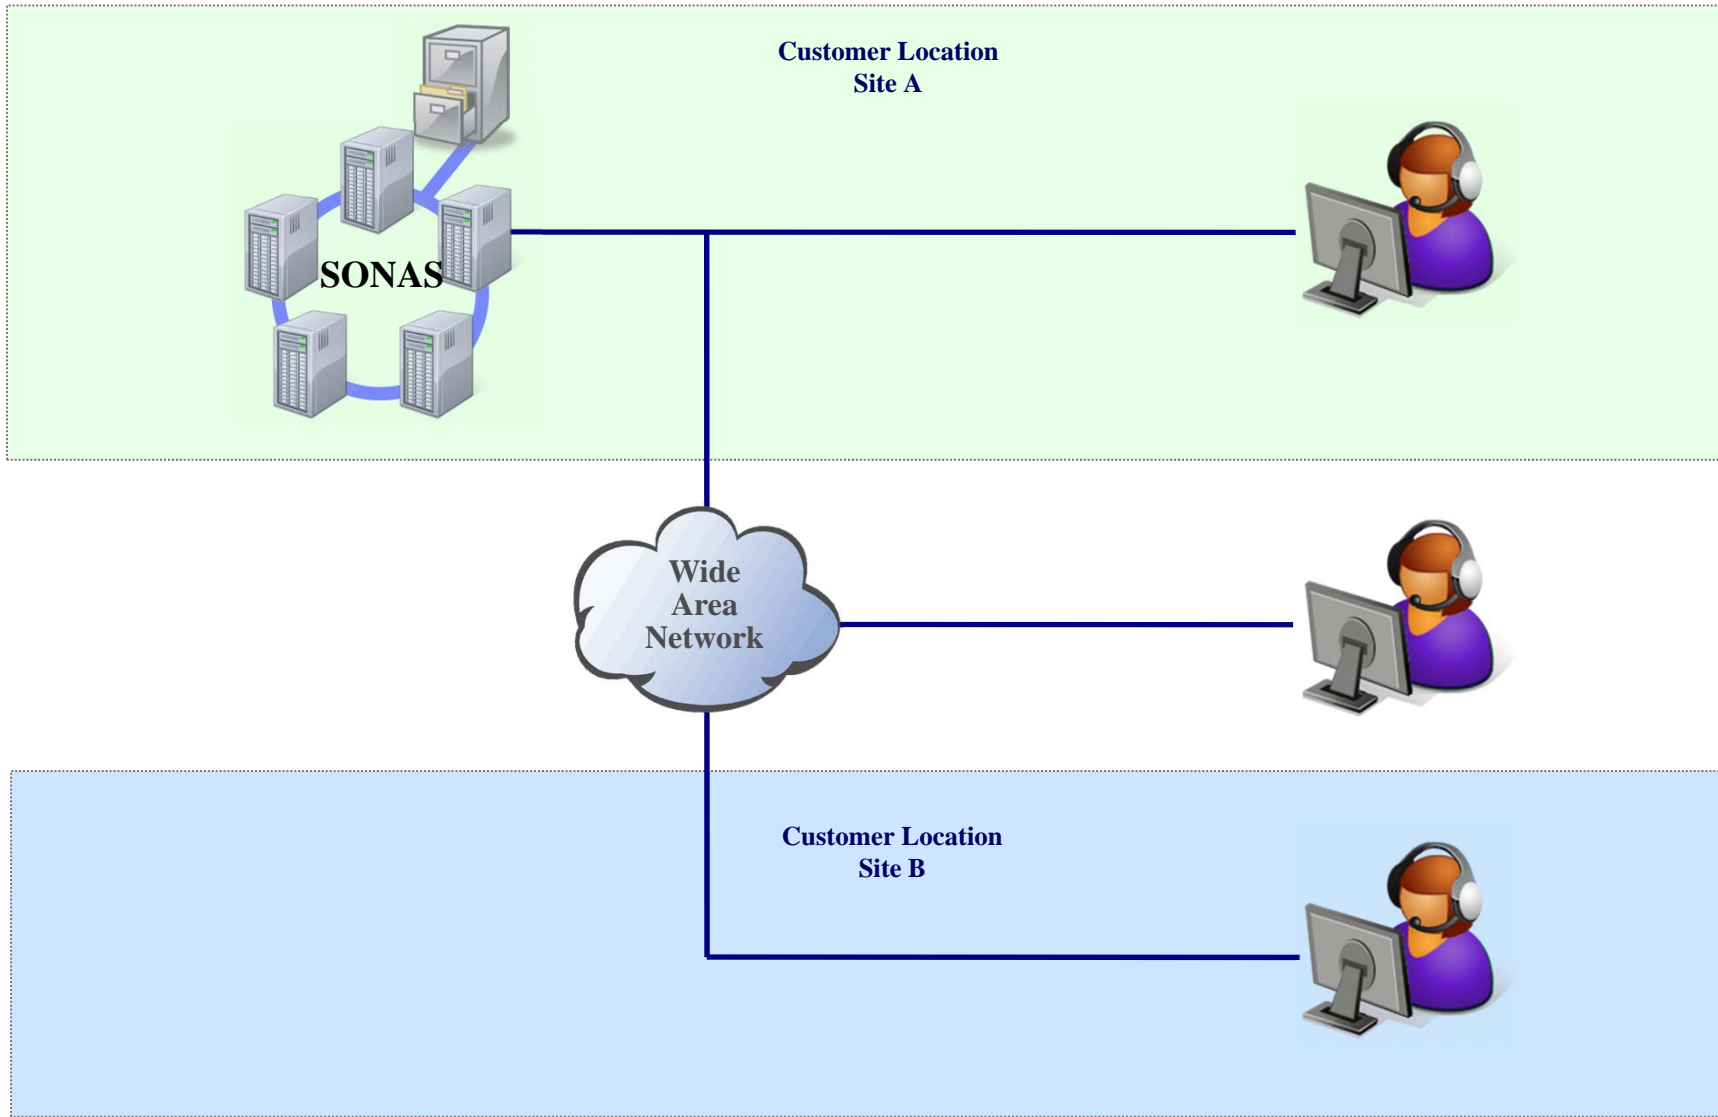 Customer Location
Site A
SONAS
Wide
Area
Network
Customer Location
Site B